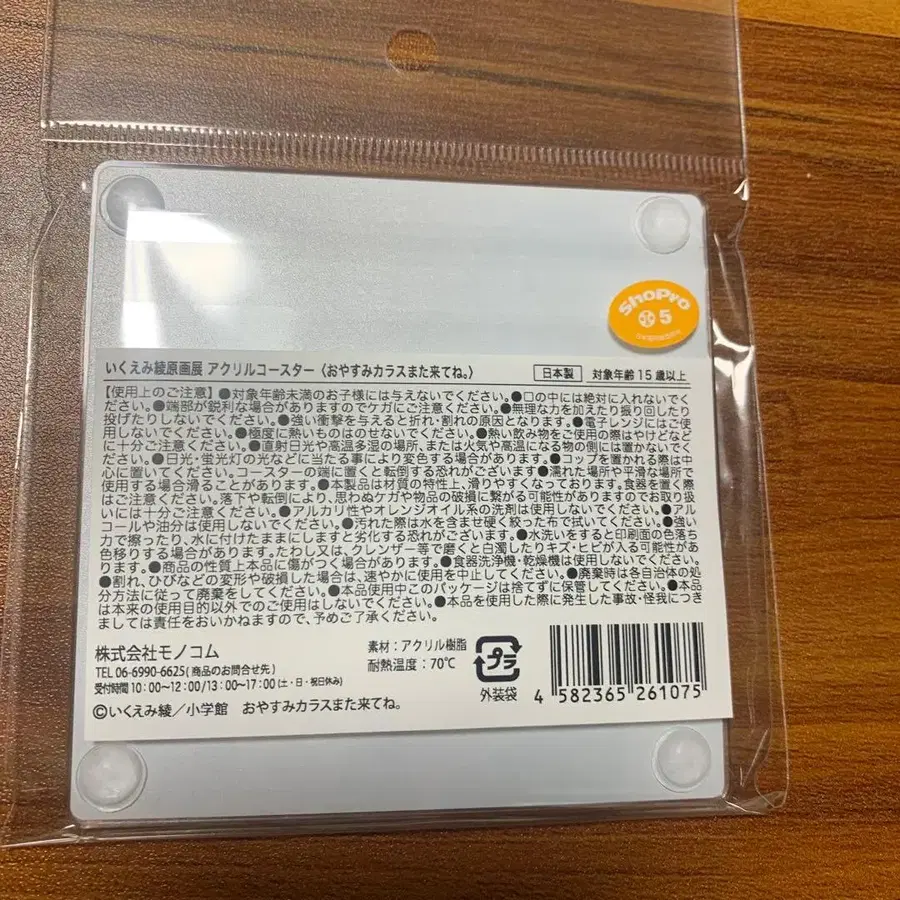 ShoPro
5
いくえみ綾原画展 アクリルコースター（おやすみカラスまた来てね。） 日本製 対象年齢15歳以上
【使用上のご注意】●対象年齢未満のお子様には与えないでください。●口の中には絶対に入れないでく
ださい。●端部が鋭利な場合がありますのでケガにご注意ください。●無理な力を加えたり振り回したり
投げたりしないでください。●強い衝撃を与えると折れ・割れの原因となります。●電子レンジにはご使
用しないでください。●極度に熱いものはのせないでください。●熱い飲み物をご使用の際はやけどなど
に十分ご注意ください。●直射日光や高温多湿の場所、または火気や高温になる物の側には置かないでく
ださい。●日光・蛍光灯の光などに当たる事により変色する場合があります。●コップを置かれる際は中
心に置いてください。コースターの端に置くと転倒する恐れがございます●濡れた場所や平滑な場所で
使用する場合滑ることがあります。●本製品は材質の特性上、滑りやすくなっております。食器を置く際
はご注意ください。落下や転倒により、思わぬケガや物品の破損に繋がる可能性がありますのでお取り扱
いには十分ご注意ください。●アルカリ性やオレンジオイル系の洗剤は使用しないでください。●アル
コールや油分は使用しないでください。●汚れた際は水を含ませ硬く絞った布で拭いてください。●強い
力で擦ったり、水に付けたままにしますと劣化する恐れがございます。●水洗いをすると印刷面の色落ち
色移りする場合があります。たわし又は、クレンザー等で磨くと白濁したりキズ・ヒビが入る可能性があ
ります。●商品の性質上本品に傷がつく場合があります。●食器洗浄機・乾燥機は使用しないでください。
●割れ、ひびなどの変形や破損した場合は、速やかに使用を中止してください。●廃棄時は各自治体の処
分方法に従って廃棄をしてください。●本品使用中このパッケージは捨てずに保管してください。●本品
は本来の使用目的以外でのご使用はしないでください。●本品を使用した際に発生した事故・怪我につき
ましては責任をおいかねますので、予めご了承ください。
株式会社モノコム
TEL 06-6990-6625(商品のお問合せ先)
受付時間 10：00〜12：00/13：00〜17：00(土・日・祝日休み)
©いくえみ綾／小学館 おやすみカラスまた来てね。
素材：アクリル樹脂
耐熱温度：70℃
プラ
外装袋
4 582365 261075